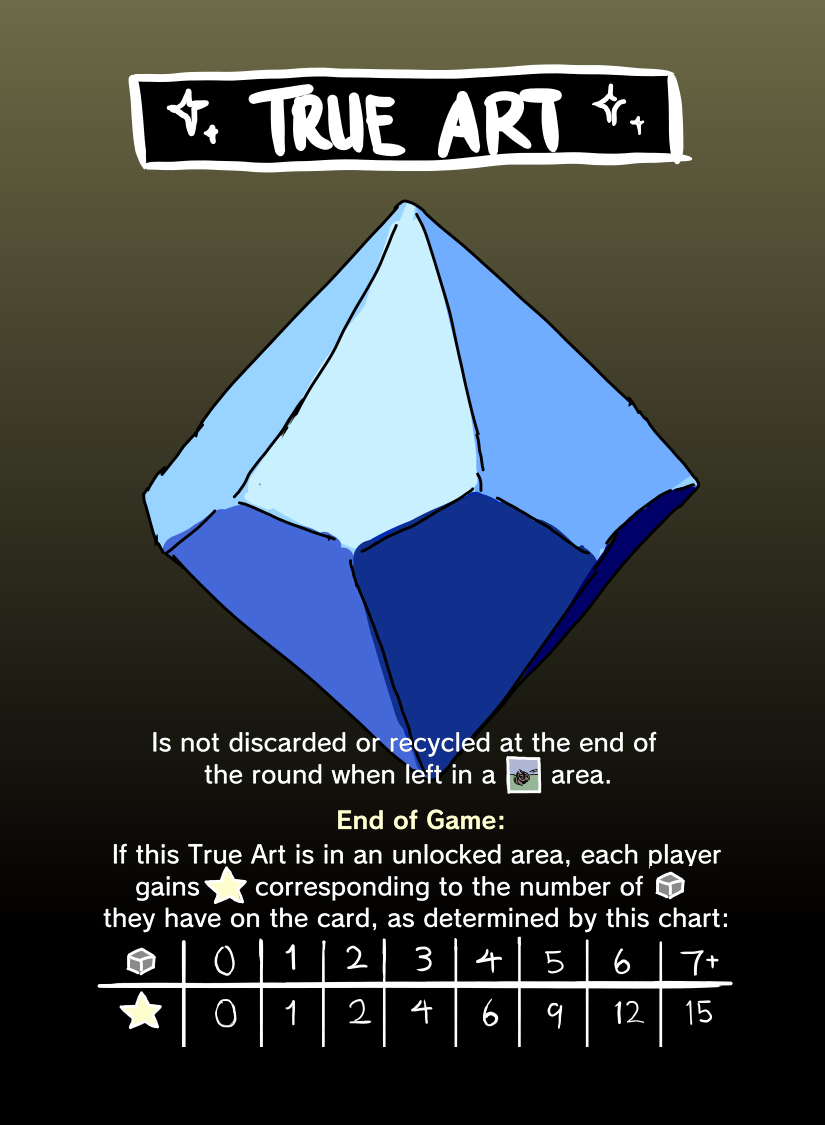 TRUE ART
Is not discarded or recycled at the end of
the round when left in a area.
End of Game:
If this True Art is in an unlocked area, each player
gains corresponding to the number of
they have on the card, as determined by this chart:
0 1 2 3 4 5 6 7+
0 1 2 4 6 9 12 15